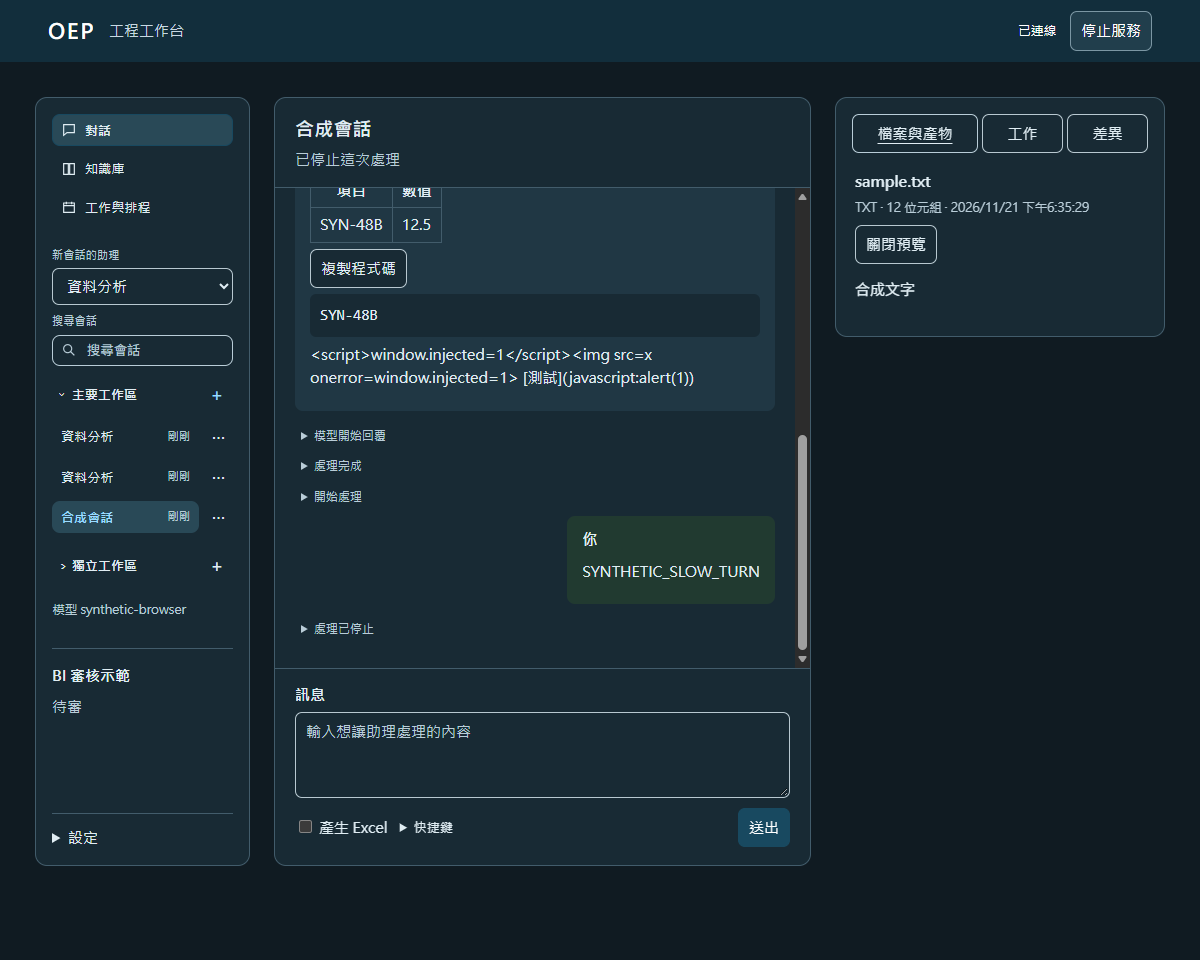 OEP 工程工作台
已連線
停止服務
對話
知識庫
工作與排程
新會話的助理
資料分析
搜尋會話
搜尋會話
主要工作區 +
資料分析 剛剛 ...
資料分析 剛剛 ...
合成會話 剛剛 ...
獨立工作區 +
模型 synthetic-browser
BI 審核示範
待審
設定
合成會話
已停止這次處理
項目 數值
SYN-48B 12.5
複製程式碼
SYN-48B
<script>window.injected=1</script><img src=x
onerror=window.injected=1> [測試](javascript:alert(1))
模型開始回覆
處理完成
開始處理
你
SYNTHETIC_SLOW_TURN
處理已停止
訊息
輸入想讓助理處理的內容
產生 Excel 快捷鍵
送出
檔案與產物 工作 差異
sample.txt
TXT · 12 位元組 · 2026/11/21 下午6:35:29
關閉預覽
合成文字